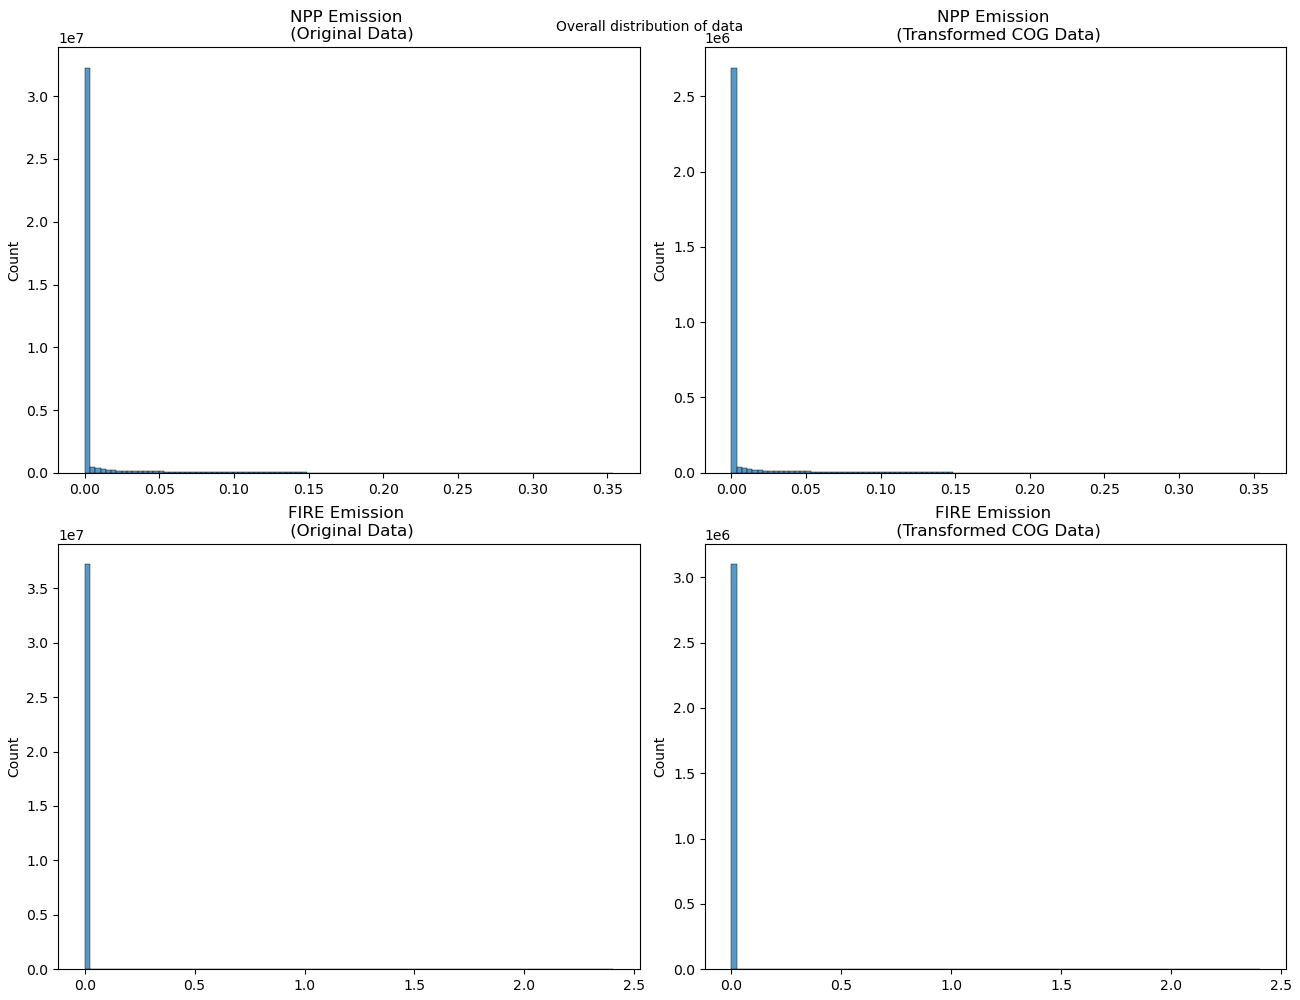 Overall distribution of data
NPP Emission
(Original Data)
1e7
Count
3.0
2.5
2.0
1.5
1.0
0.5
0.0
0.00 0.05 0.10 0.15 0.20 0.25 0.30 0.35
NPP Emission
(Transformed COG Data)
1e6
Count
2.5
2.0
1.5
1.0
0.5
0.0
0.00 0.05 0.10 0.15 0.20 0.25 0.30 0.35
FIRE Emission
(Original Data)
1e7
Count
3.5
3.0
2.5
2.0
1.5
1.0
0.5
0.0
0.0 0.5 1.0 1.5 2.0 2.5
FIRE Emission
(Transformed COG Data)
1e6
Count
3.0
2.5
2.0
1.5
1.0
0.5
0.0
0.0 0.5 1.0 1.5 2.0 2.5